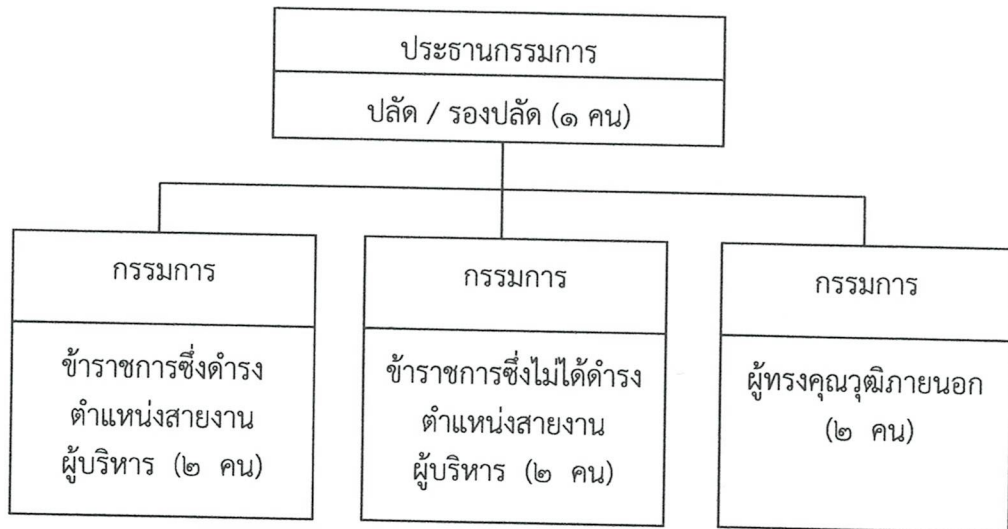 ประธานกรรมการ
ปลัด / รองปลัด (๑ คน)
กรรมการ
ข้าราชการซึ่งดำรง
ตำแหน่งสายงาน
ผู้บริหาร (๒ คน)
กรรมการ
ข้าราชการซึ่งไม่ได้ดำรง
ตำแหน่งสายงาน
ผู้บริหาร (๒ คน)
กรรมการ
ผู้ทรงคุณวุฒิภายนอก
(๒ คน)